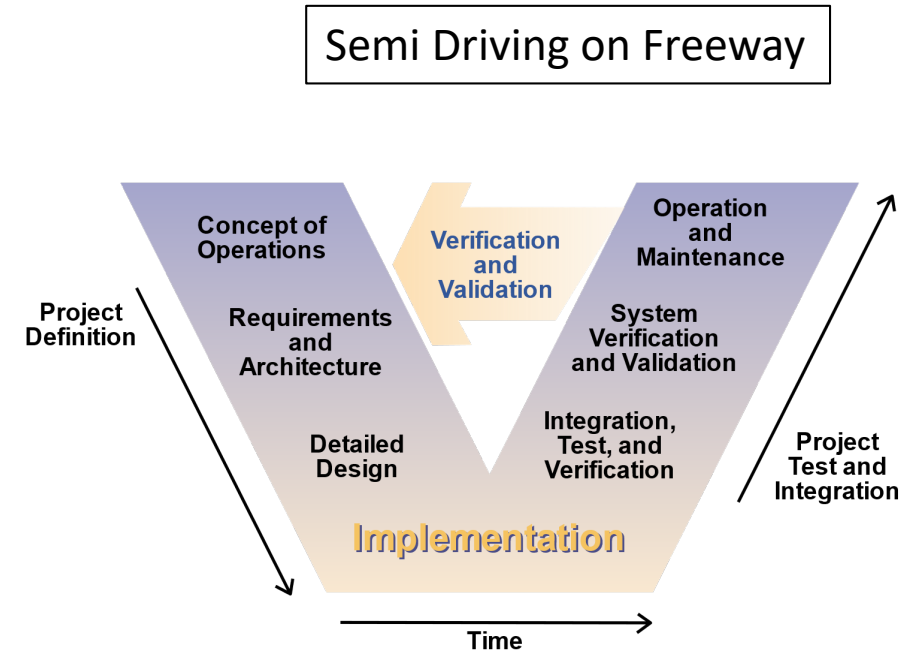 Semi Driving on Freeway
Concept of
Operations
Verification
and
Validation
Operation
and
Maintenance
Project
Definition
Requirements
and
Architecture
System
Verification
and Validation
Detailed
Design
Integration,
Test, and
Verification
Project
Test and
Integration
Implementation
Time